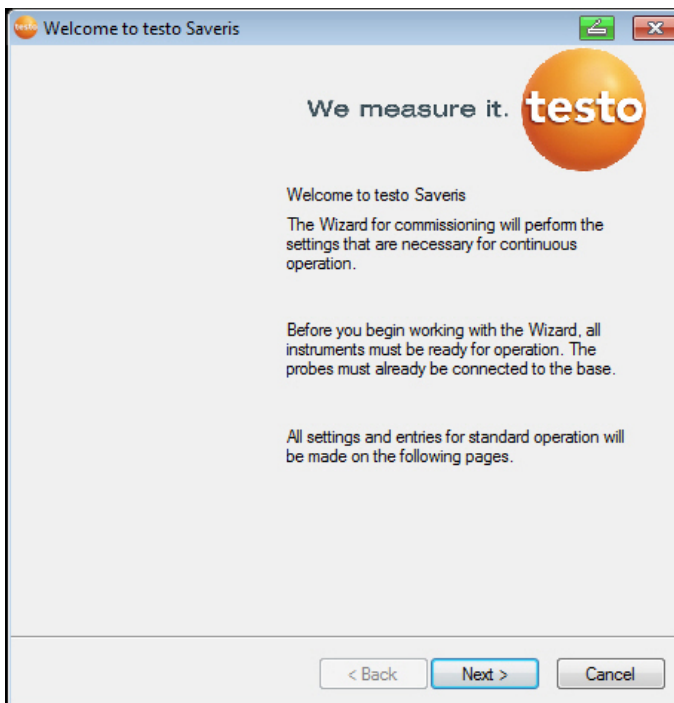 testo Welcome to testo Saveris
We measure it. testo
Welcome to testo Saveris
The Wizard for commissioning will perform the
settings that are necessary for continuous
operation.
Before you begin working with the Wizard, all
instruments must be ready for operation. The
probes must already be connected to the base.
All settings and entries for standard operation will
be made on the following pages.
< Back Next > Cancel